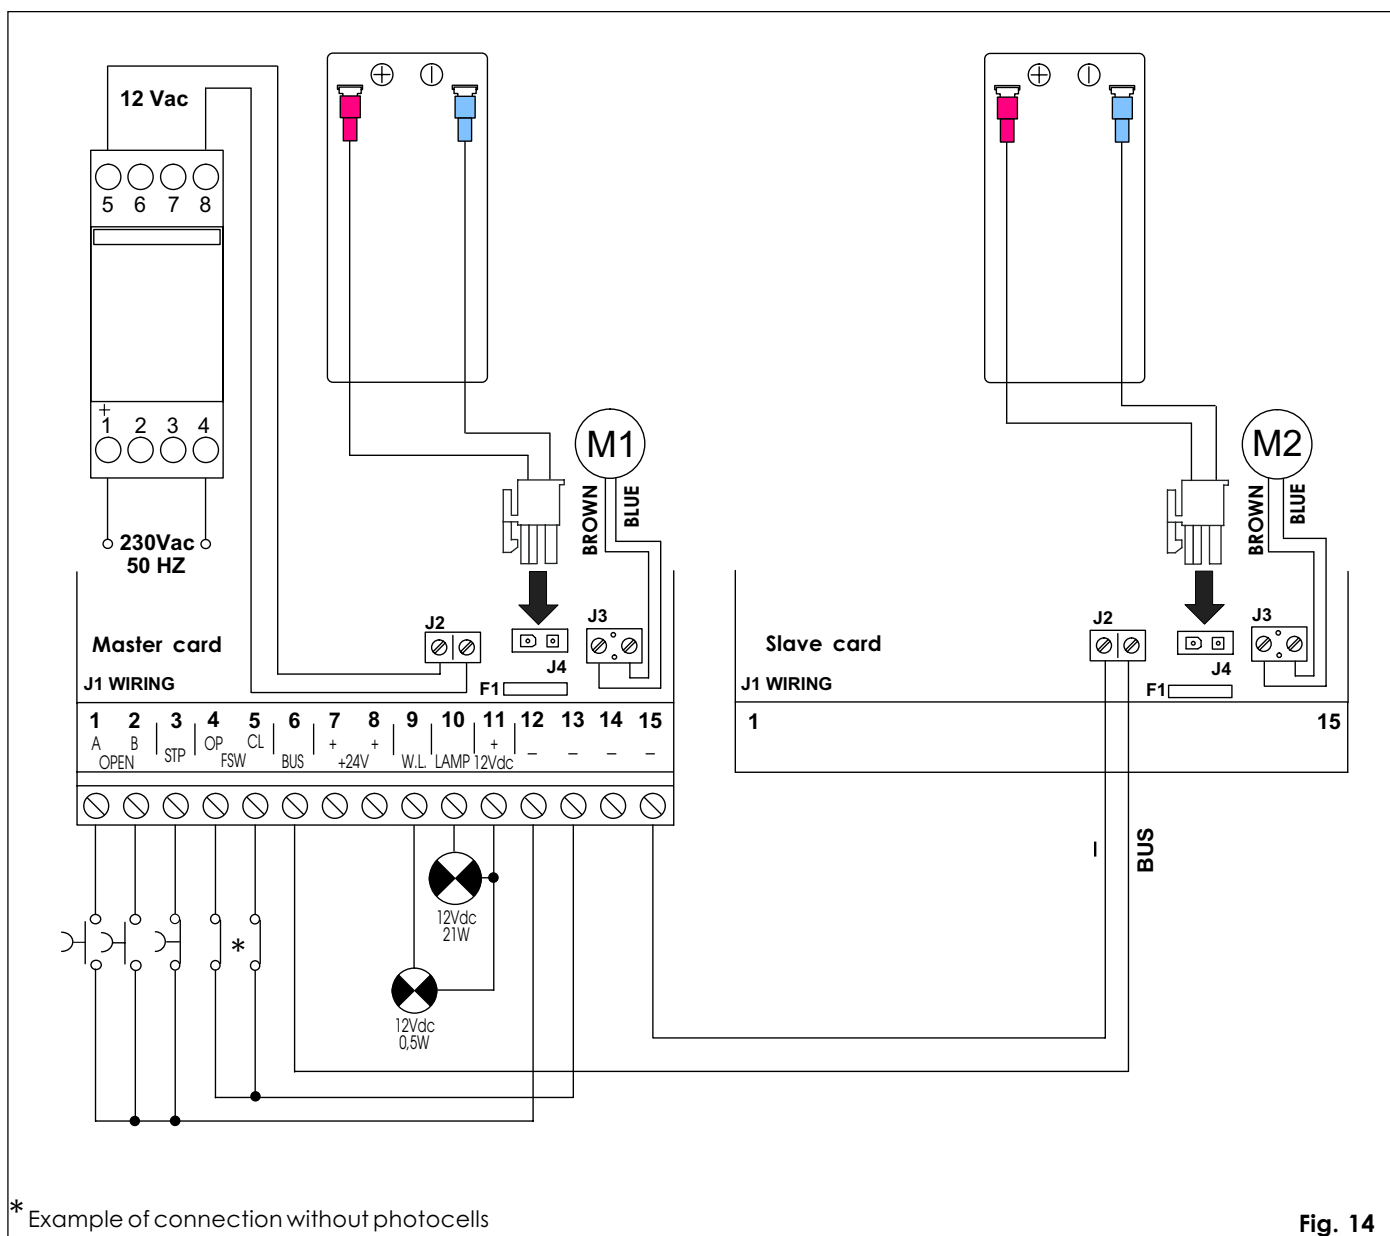 12 Vac
5 6 7 8
+
1 2 3 4
230Vac
50 HZ
M1
BROWN
BLUE
M2
BROWN
BLUE
Master card
J2
J3
J4
F1
J1 WIRING
Slave card
J2
J3
J4
F1
J1 WIRING
1 2 3 4 5 6 7 8 9 10 11 12 13 14 15
A B OP CL + + + – – – –
OPEN STP FSW BUS +24V W.L. LAMP 12Vdc
1 15
–
BUS
12Vdc
21W
*
12Vdc
0,5W
* Example of connection without photocells
Fig. 14